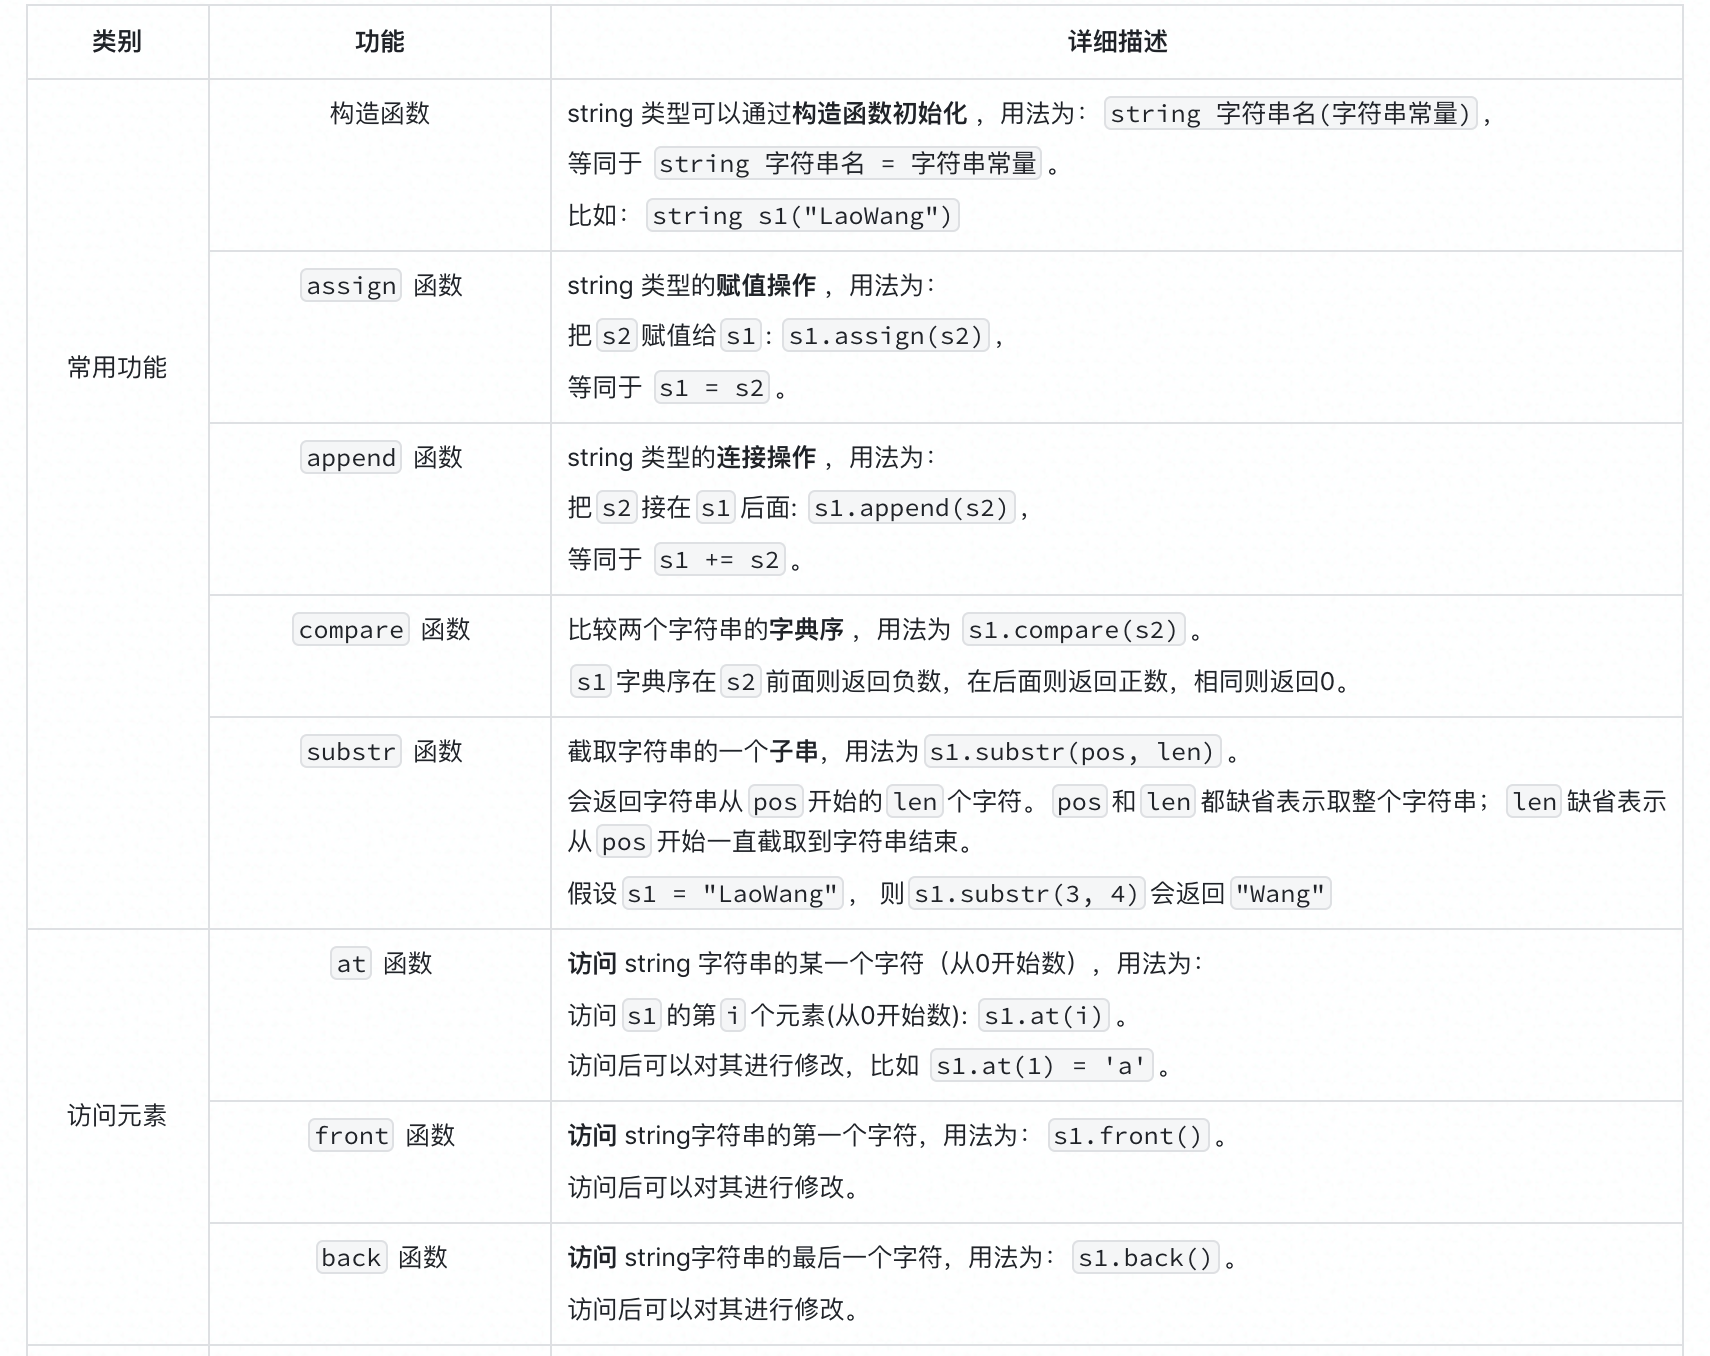 类别 功能 详细描述
常用功能
构造函数
string 类型可以通过构造函数初始化 ，用法为： string 字符串名(字符串常量) ，
等同于 string 字符串名 = 字符串常量 。
比如： string s1("LaoWang")
assign 函数
string 类型的赋值操作 ，用法为：
把 s2 赋值给 s1 : s1.assign(s2) ，
等同于 s1 = s2 。
append 函数
string 类型的连接操作 ，用法为：
把 s2 接在 s1 后面: s1.append(s2) ，
等同于 s1 += s2 。
compare 函数
比较两个字符串的字典序 ，用法为 s1.compare(s2) 。
s1 字典序在 s2 前面则返回负数，在后面则返回正数，相同则返回0。
substr 函数
截取字符串的一个子串，用法为 s1.substr(pos, len) 。
会返回字符串从 pos 开始的 len 个字符。 pos 和 len 都缺省表示取整个字符串； len 缺省表示
从 pos 开始一直截取到字符串结束。
假设 s1 = "LaoWang" ， 则 s1.substr(3, 4) 会返回 "Wang"
访问元素
at 函数
访问 string 字符串的某一个字符（从0开始数）, 用法为：
访问 s1 的第 i 个元素(从0开始数): s1.at(i) 。
访问后可以对其进行修改，比如 s1.at(1) = 'a' 。
front 函数
访问 string字符串的第一个字符，用法为： s1.front() 。
访问后可以对其进行修改。
back 函数
访问 string字符串的最后一个字符，用法为： s1.back() 。
访问后可以对其进行修改。